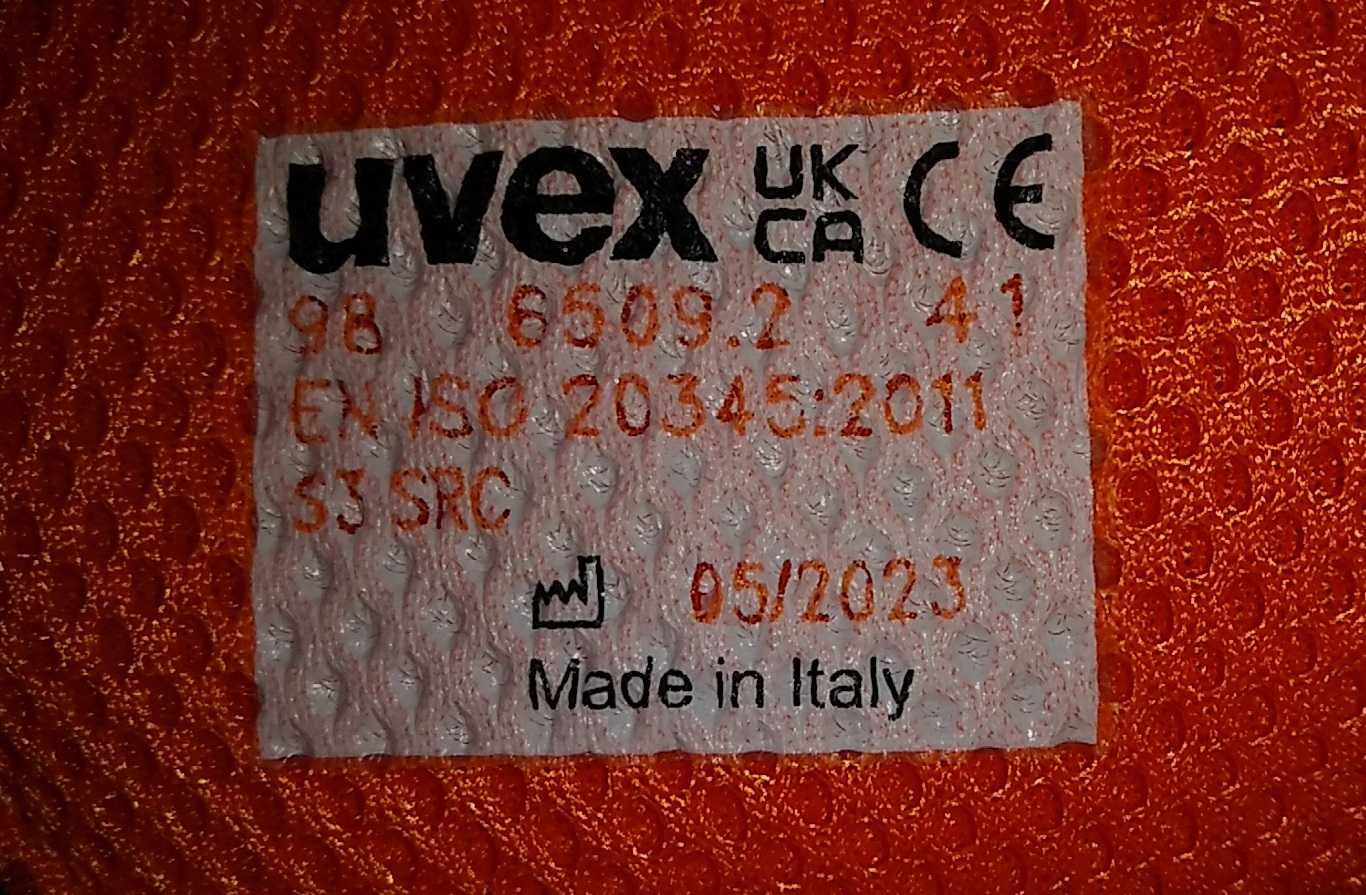 uvex UK CA CE
98 6509.2 41
EN ISO 20345:2011
S3 SRC
05/2023
Made in Italy